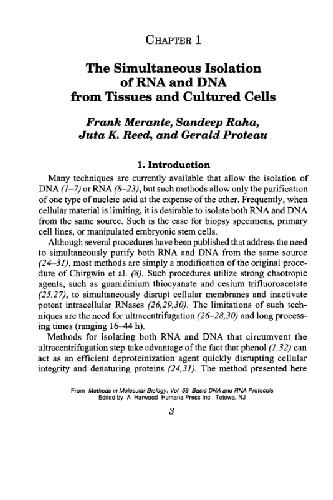 CHAPTER 1
The Simultaneous Isolation
of RNA and DNA
from Tissues and Cultured Cells
Frank Merante, Sandeep Raha,
Juta K. Reed, and Gerald Proteau
1. Introduction
Many techniques are currently available that allow the isolation of
DNA (1–7) or RNA (8–23), but such methods allow only the purification
of one type of nucleic acid at the expense of the other. Frequently, when
cellular material is limiting, it is desirable to isolate both RNA and DNA
from the same source. Such is the case for biopsy specimens, primary
cell lines, or manipulated embryonic stem cells.
Although several procedures have been published that address the need
to simultaneously purify both RNA and DNA from the same source
(24–31), most methods are simply a modification of the original proce-
dure of Chirgwin et al. (8). Such procedures utilize strong chaotropic
agents, such as guanidinium thiocyanate and cesium trifluoroacetate
(25,27), to simultaneously disrupt cellular membranes and inactivate
potent intracellular RNases (26,29,30). The limitations of such tech-
niques are the need for ultracentrifugation (26–28,30) and long process-
ing times (ranging 16–44 h).
Methods for isolating both RNA and DNA that circumvent the
ultracentrifugation step take advantage of the fact that phenol (1,32) can
act as an efficient deproteinization agent quickly disrupting cellular
integrity and denaturing proteins (24,31). The method presented here
From Methods in Molecular Biology, Vol 58 Basic DNA and RNA Protocols
Edited by A Harwood Humana Press Inc. Totowa, NJ
3